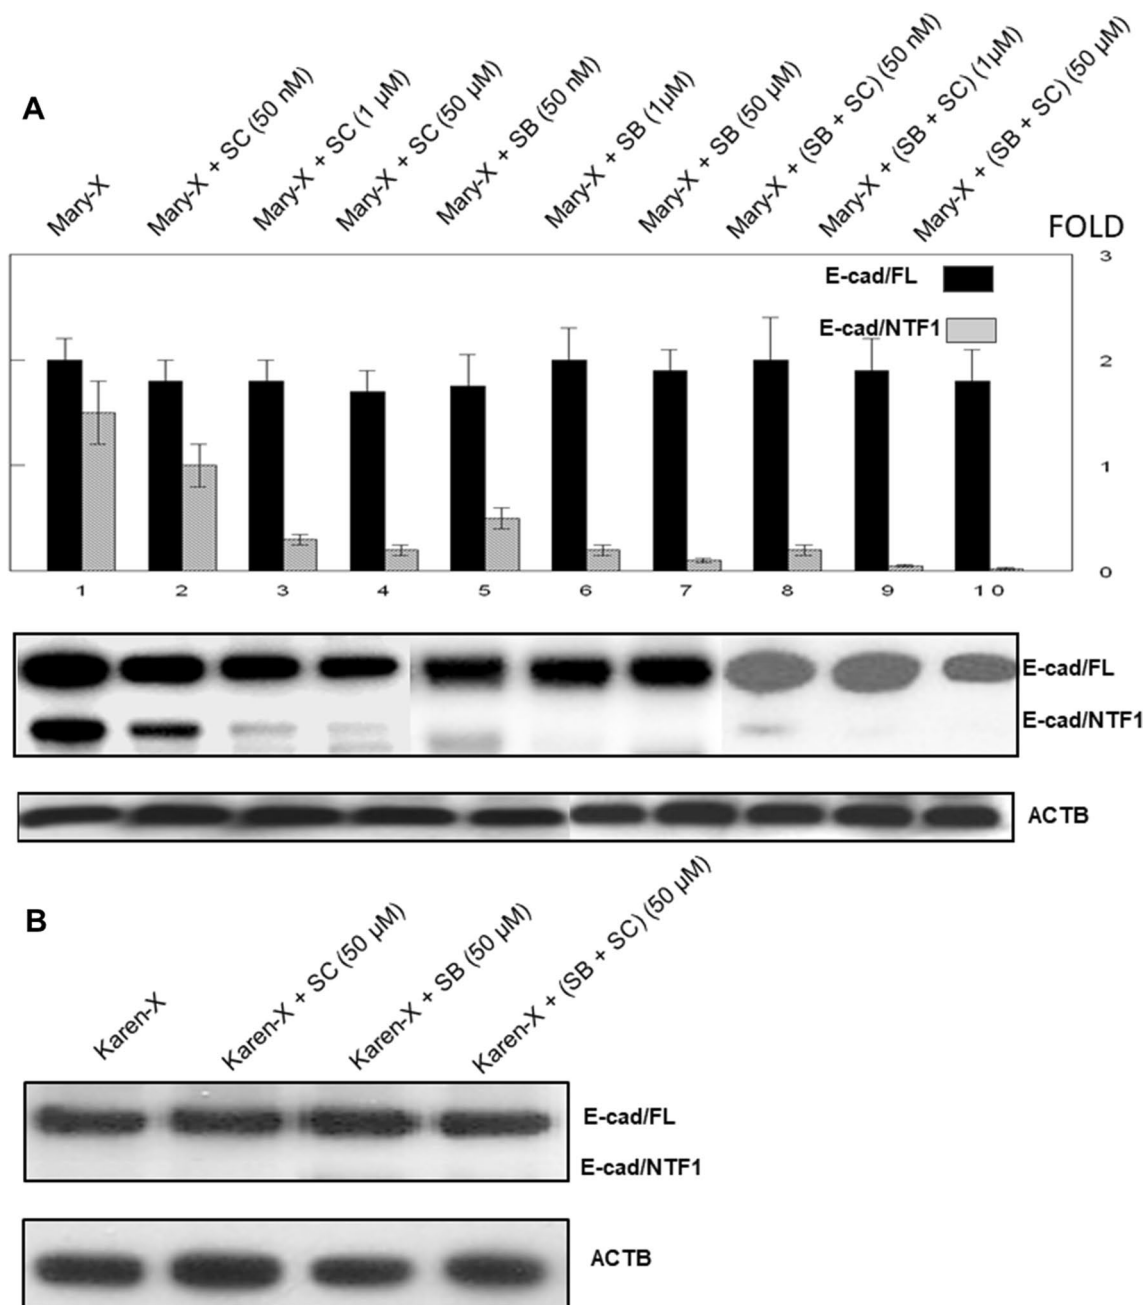 A
Mary-X
Mary-X + SC (50 nM)
Mary-X + SC (1 µM)
Mary-X + SC (50 µM)
Mary-X + SB (50 nM)
Mary-X + SB (1µM)
Mary-X + SB (50 µM)
Mary-X + (SB + SC) (50 nM)
Mary-X + (SB + SC) (1µM)
Mary-X + (SB + SC) (50 µM)
FOLD
3
E-cad/FL
E-cad/NTF1
2
1
0
1 2 3 4 5 6 7 8 9 10
E-cad/FL
E-cad/NTF1
ACTB
B
Karen-X
Karen-X + SC (50 µM)
Karen-X + SB (50 µM)
Karen-X + (SB + SC) (50 µM)
E-cad/FL
E-cad/NTF1
ACTB